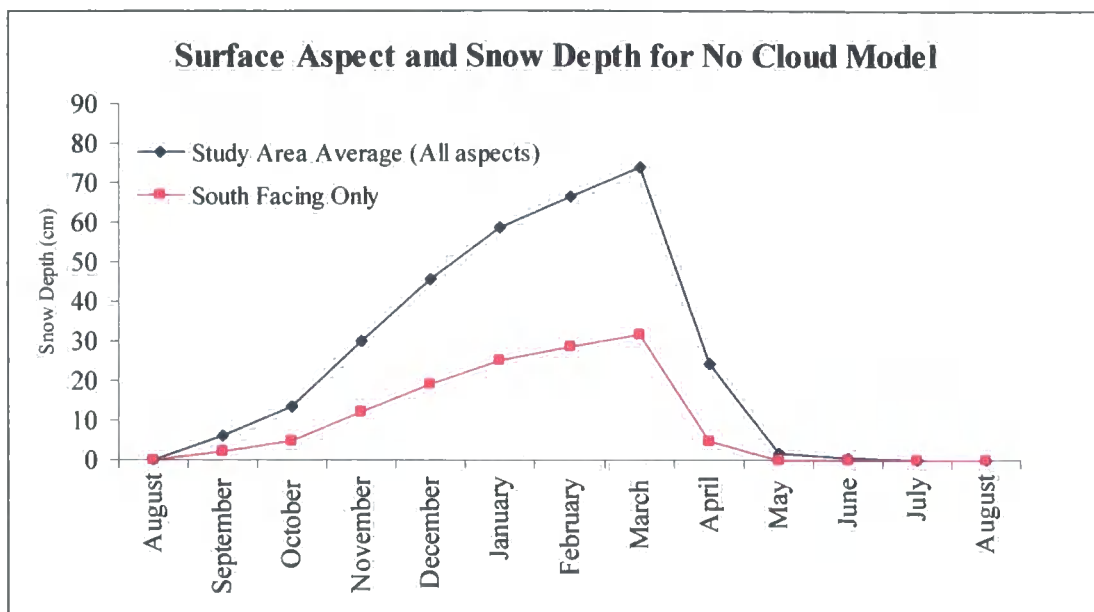 Surface Aspect and Snow Depth for No Cloud Model
90
80
70
60
50
40
30
20
10
0
Snow Depth (cm)
Study Area Average (All aspects)
South Facing Only
August
September
October
November
December
January
February
March
April
May
June
July
August